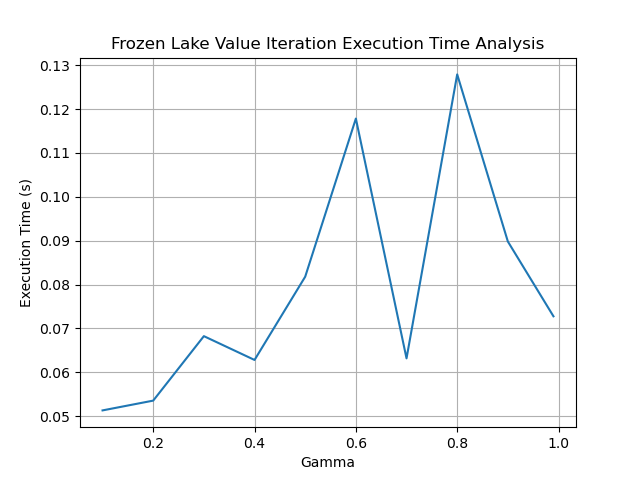 Frozen Lake Value Iteration Execution Time Analysis
0.13
0.12
0.11
0.10
0.09
0.08
0.07
0.06
0.05
Execution Time (s)
0.2 0.4 0.6 0.8 1.0
Gamma